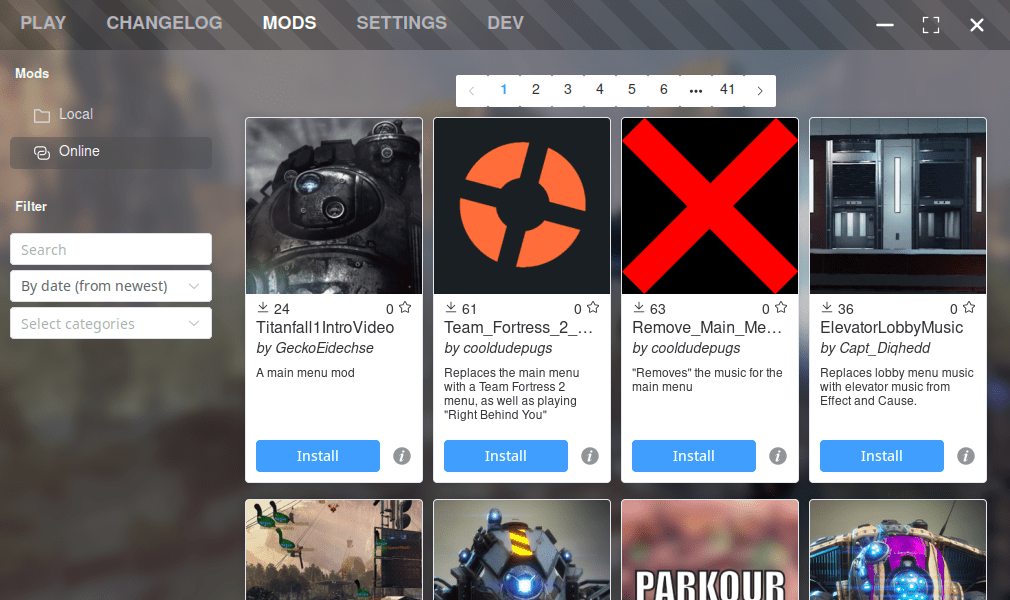 PLAY CHANGELOG MODS SETTINGS DEV
Mods
Local
Online
Filter
Search
By date (from newest)
Select categories
1 2 3 4 5 6 ••• 41
24 0
Titanfall1IntroVideo
by GeckoEidechse
A main menu mod
Install
61 0
Team_Fortress_2_...
by cooldudepugs
Replaces the main menu
with a Team Fortress 2
menu, as well as playing
"Right Behind You"
Install
63 0
Remove_Main_Me...
by cooldudepugs
"Removes" the music for the
main menu
Install
36 0
ElevatorLobbyMusic
by Capt_Diqhedd
Replaces lobby menu music
with elevator music from
Effect and Cause.
Install
PARKOUR